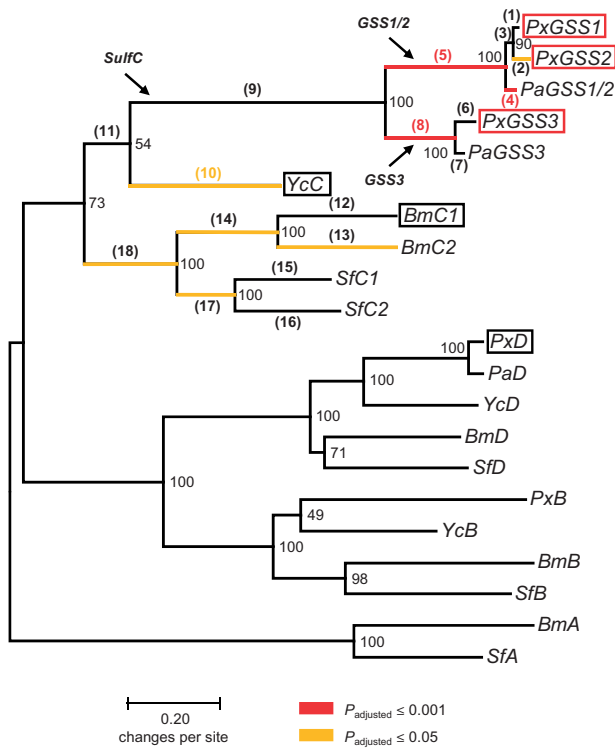 (1)
PxGSS1
GSS1/2
(3)
90
SulfC
(5)
100
PxGSS2
(2)
(9)
PaGSS1/2
(4)
100
(6)
(8)
PxGSS3
(11)
54
100
PaGSS3
(7)
GSS3
(10)
YcC
73
(12)
BmC1
(14)
100
(13)
BmC2
(18)
100
(15)
SfC1
100
(17)
SfC2
(16)
PxD
100
PaD
100
YcD
100
BmD
71
SfD
100
PxB
49
YcB
100
BmB
98
SfB
BmA
100
SfA
0.20
changes per site
P adjusted ≤ 0.001
P adjusted ≤ 0.05